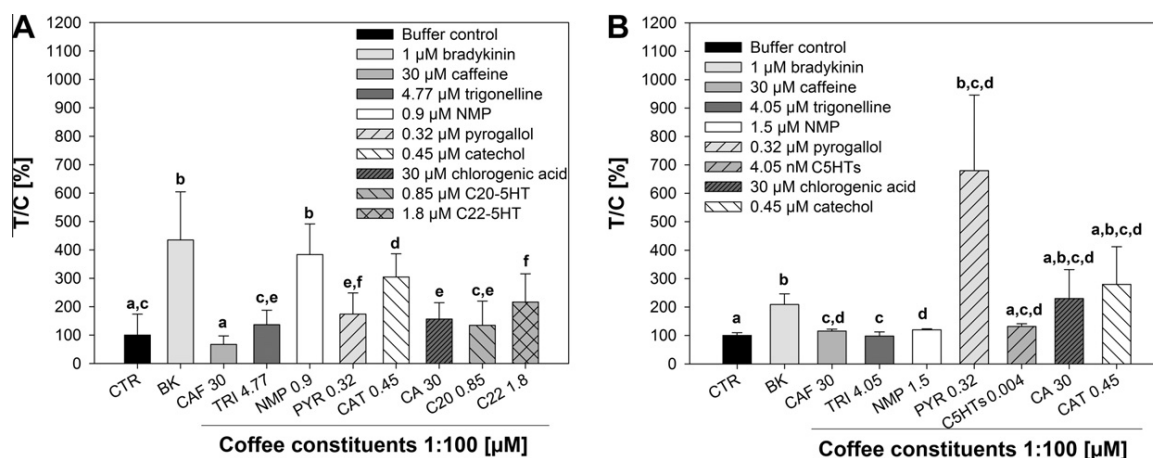 A
T/C [%]
1200
1100
1000
900
800
700
600
500
400
300
200
100
0
Buffer control
1 µM bradykinin
30 µM caffeine
4.77 µM trigonelline
0.9 µM NMP
0.32 µM pyrogallol
0.45 µM catechol
30 µM chlorogenic acid
0.85 µM C20-5HT
1.8 µM C22-5HT
a,c
b
a
c,e
b
e,f
d
e
c,e
f
CTR
BK
CAF 30
TRI 4.77
NMP 0.9
PYR 0.32
CAT 0.45
CA 30
C20 0.85
C22 1.8
Coffee constituents 1:100 [µM]
B
T/C [%]
1200
1100
1000
900
800
700
600
500
400
300
200
100
0
Buffer control
1 µM bradykinin
30 µM caffeine
4.05 µM trigonelline
1.5 µM NMP
0.32 µM pyrogallol
4.05 nM C5HTs
30 µM chlorogenic acid
0.45 µM catechol
a
b
c,d
c
d
b,c,d
a,c,d
a,b,c,d
a,b,c,d
CTR
BK
CAF 30
TRI 4.05
NMP 1.5
PYR 0.32
C5HTs 0.004
CA 30
CAT 0.45
Coffee constituents 1:100 [µM]